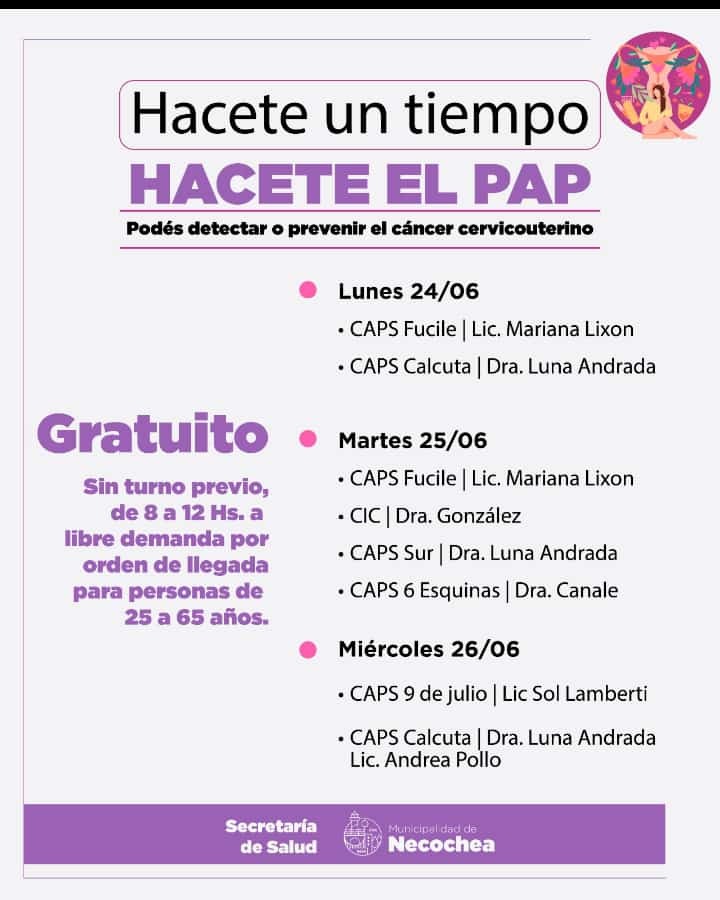 Hacete un tiempo
HACETE EL PAP
Podés detectar o prevenir el cáncer cervicouterino
Gratuito
Sin turno previo,
de 8 a 12 Hs. a
libre demanda por
orden de llegada
para personas de
25 a 65 años.
Lunes 24/06
• CAPS Fucile | Lic. Mariana Lixon
• CAPS Calcuta | Dra. Luna Andrada
Martes 25/06
• CAPS Fucile | Lic. Mariana Lixon
• CIC | Dra. González
• CAPS Sur | Dra. Luna Andrada
• CAPS 6 Esquinas | Dra. Canale
Miércoles 26/06
• CAPS 9 de julio | Lic Sol Lamberti
• CAPS Calcuta | Dra. Luna Andrada
Lic. Andrea Pollo
Secretaría
de Salud
Municipalidad de
Necochea